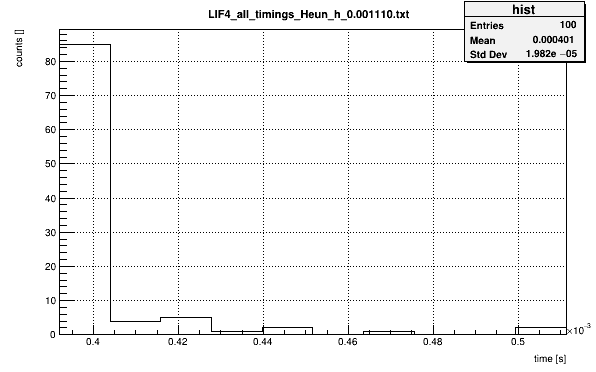 LIF4_all_timings_Heun_h_0.001110.txt
hist
Entries 100
Mean 0.000401
Std Dev 1.982e −05
counts []
80
70
60
50
40
30
20
10
0
0.4 0.42 0.44 0.46 0.48 0.5
×10⁻³
time [s]